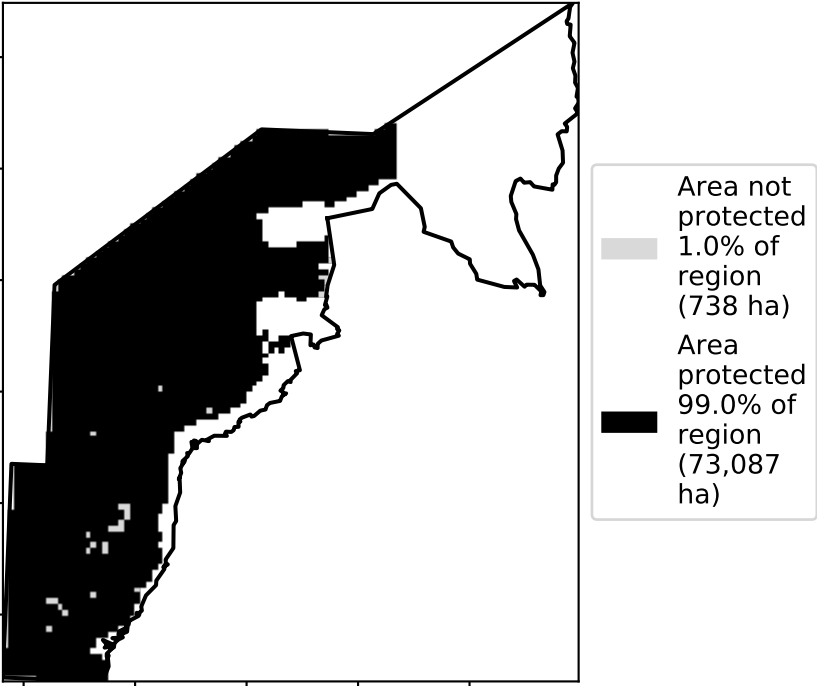 Area not
protected
1.0% of
region
(738 ha)
Area
protected
99.0% of
region
(73,087
ha)